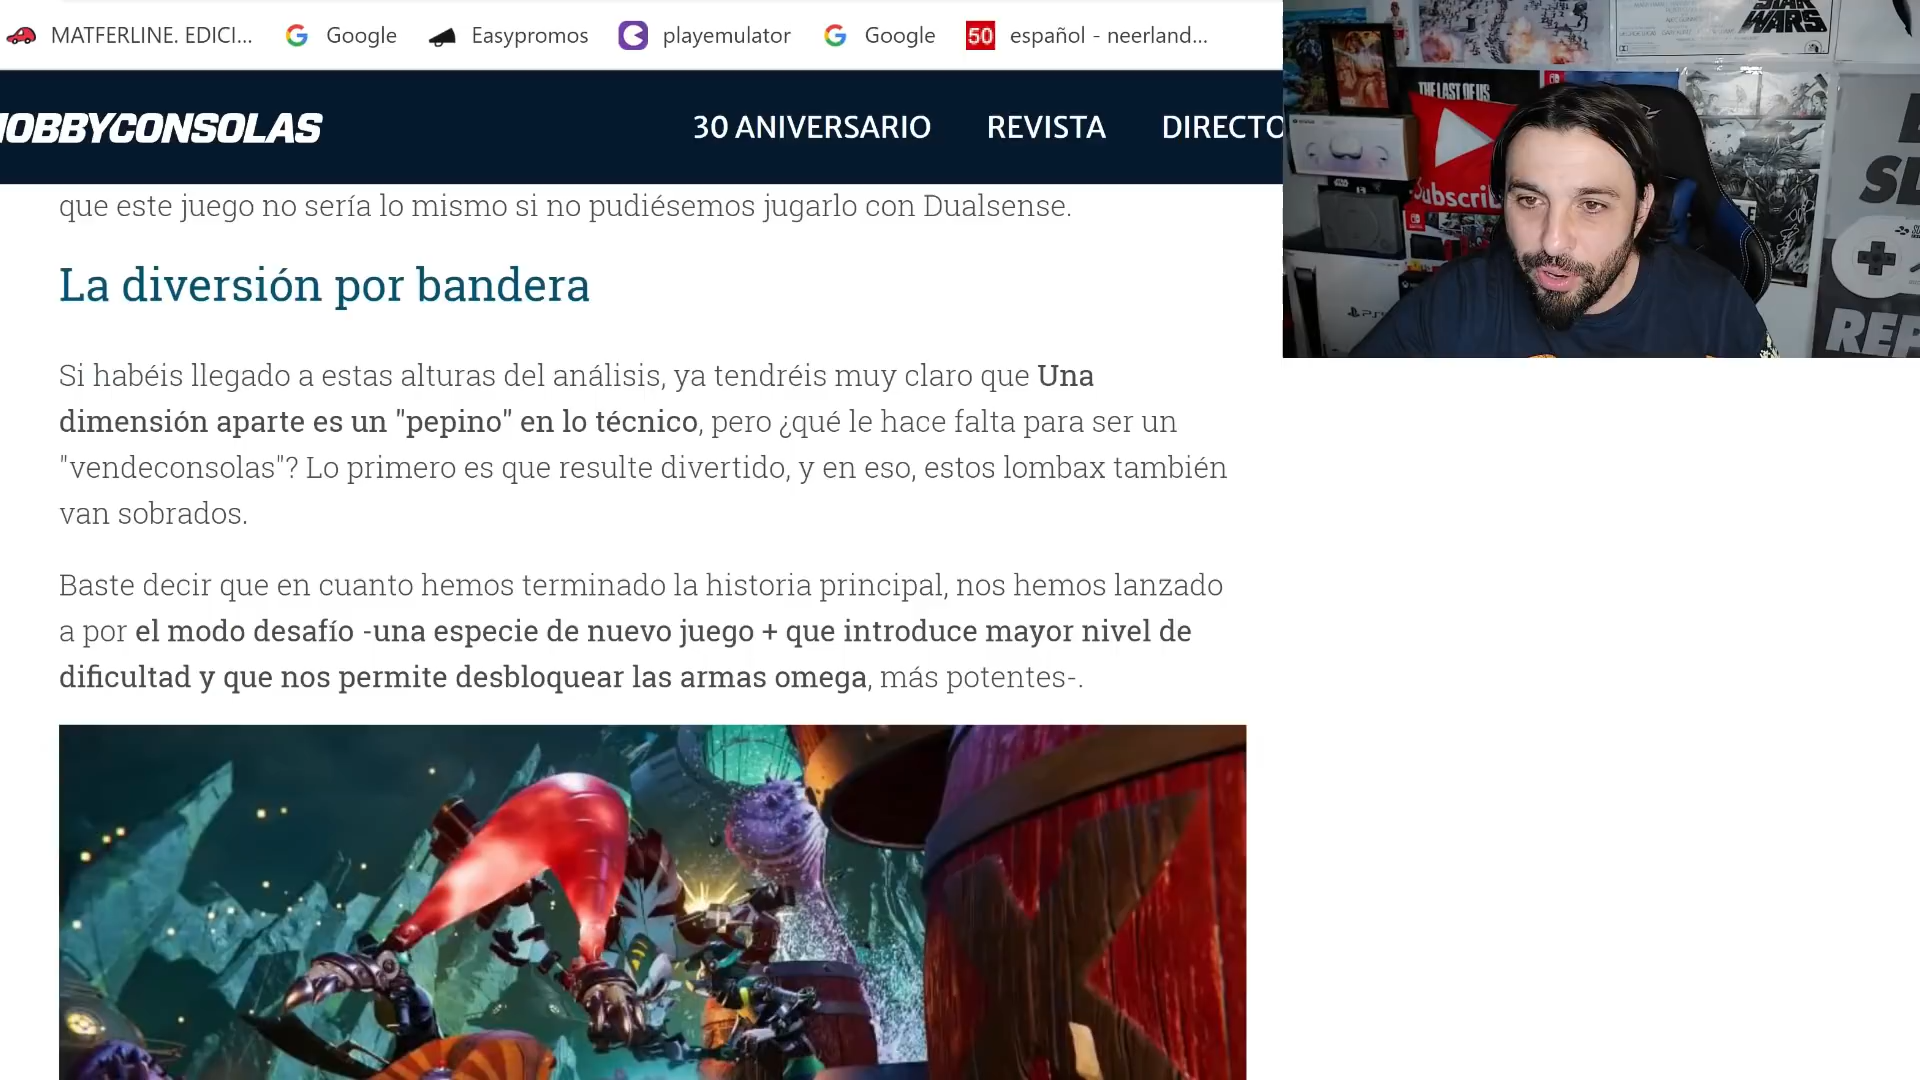 MATFERLINE. EDICI...
Google
Easypromos
playemulator
Google
50
español - neerland...
HOBBYCONSOLAS
30 ANIVERSARIO
REVISTA
DIRECTO
que este juego no sería lo mismo si no pudiésemos jugarlo con Dualsense.
La diversión por bandera
Si habéis llegado a estas alturas del análisis, ya tendréis muy claro que Una
dimensión aparte es un "pepino" en lo técnico, pero ¿qué le hace falta para ser un
"vendeconsolas"? Lo primero es que resulte divertido, y en eso, estos lombax también
van sobrados.
Baste decir que en cuanto hemos terminado la historia principal, nos hemos lanzado
a por el modo desafío -una especie de nuevo juego + que introduce mayor nivel de
dificultad y que nos permite desbloquear las armas omega, más potentes-.
STAR
WARS
THE LAST OF US
Subscri
PS5
REP